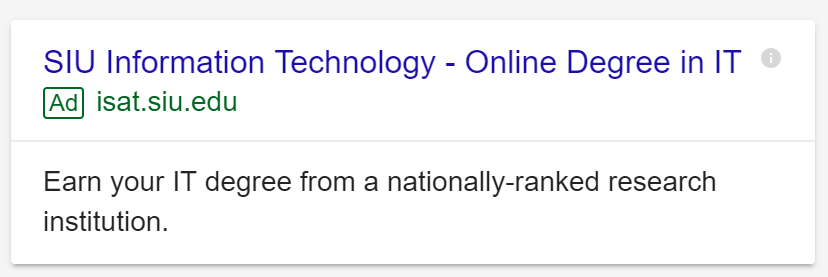 SIU Information Technology - Online Degree in IT
Ad isat.siu.edu
Earn your IT degree from a nationally-ranked research
institution.